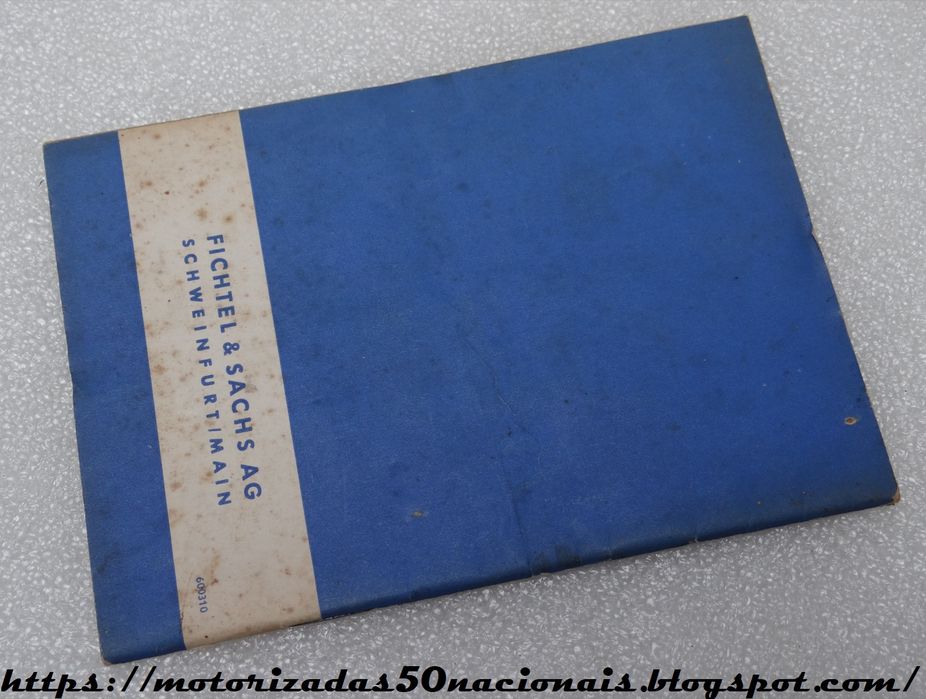 FICHTEL & SACHS AG
SCHWEINFURT/MAIN
600310
https://motorizadas50nacionais.blogspot.com/